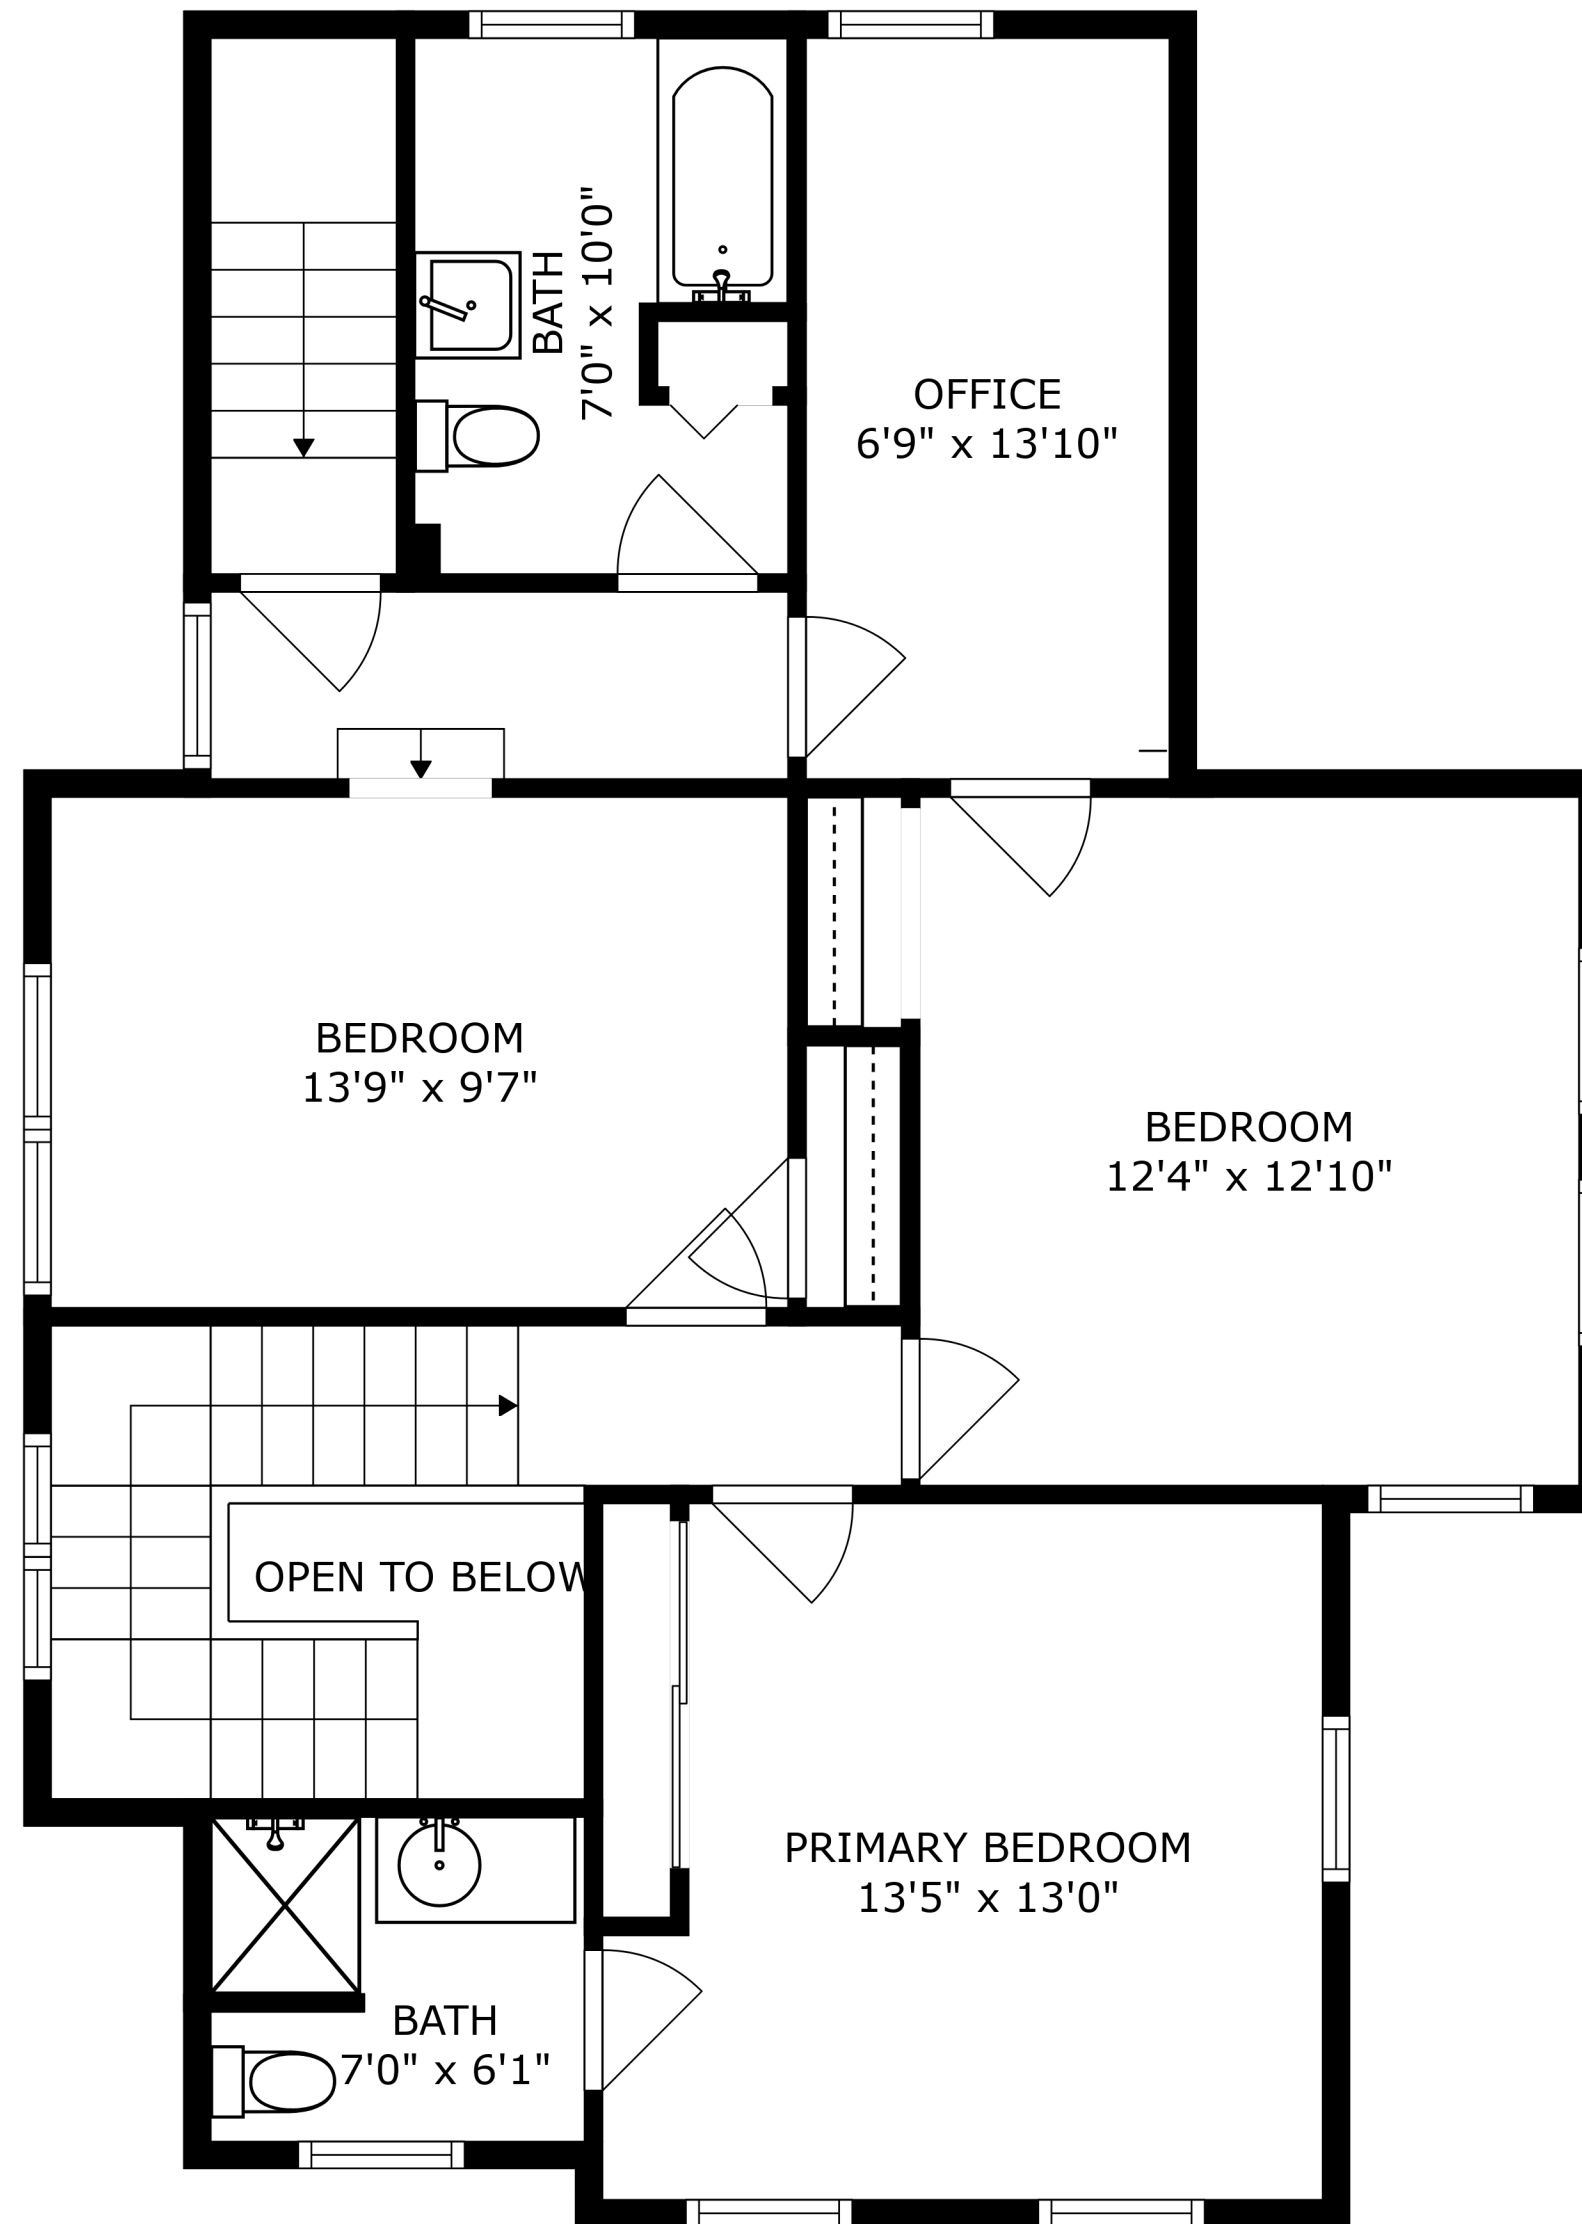 BATH
7'0" x 10'0"
OFFICE
6'9" x 13'10"
BEDROOM
13'9" x 9'7"
BEDROOM
12'4" x 12'10"
OPEN TO BELOW
PRIMARY BEDROOM
13'5" x 13'0"
BATH
7'0" x 6'1"